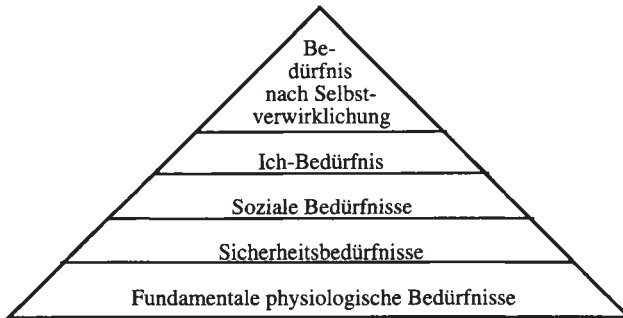 Be-
dürfnis
nach Selbst-
verwirklichung
Ich-Bedürfnis
Soziale Bedürfnisse
Sicherheitsbedürfnisse
Fundamentale physiologische Bedürfnisse